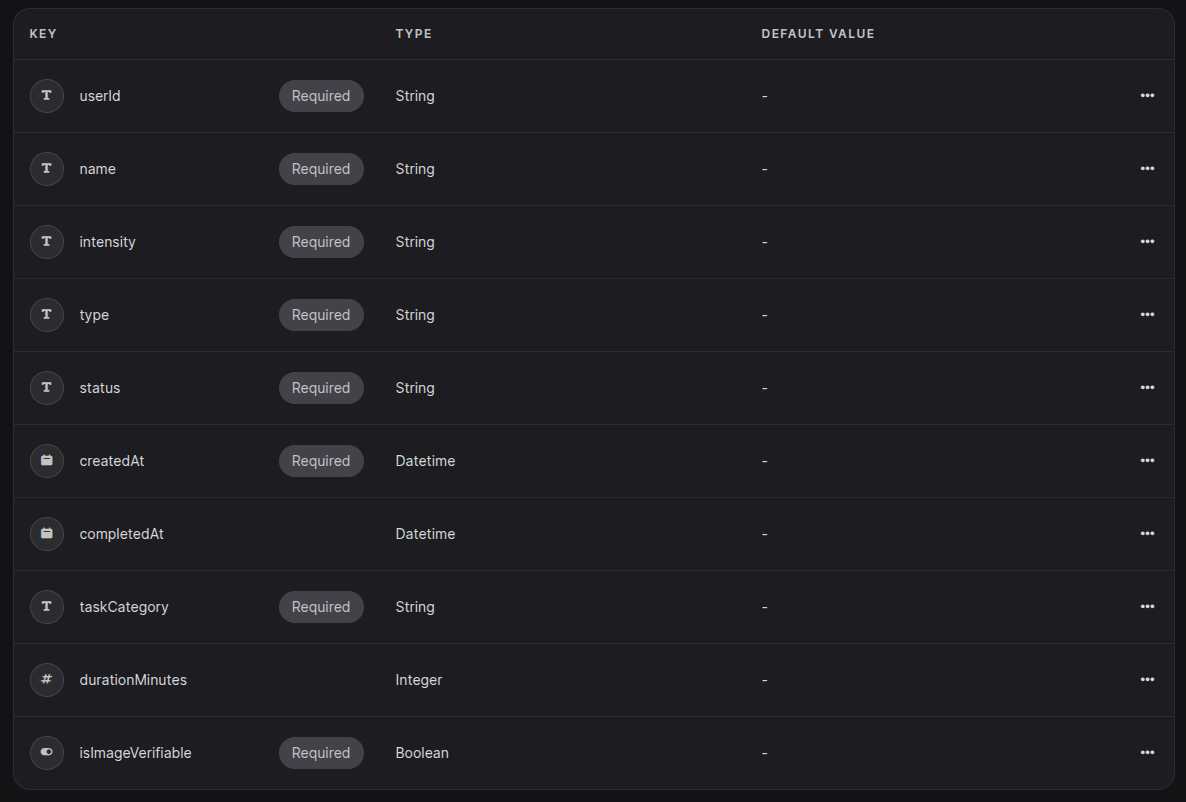 KEY TYPE DEFAULT VALUE
T userId Required String - •••
T name Required String - •••
T intensity Required String - •••
T type Required String - •••
T status Required String - •••
createdAt Required Datetime - •••
completedAt Datetime - •••
T taskCategory Required String - •••
# durationMinutes Integer - •••
isImageVerifiable Required Boolean - •••